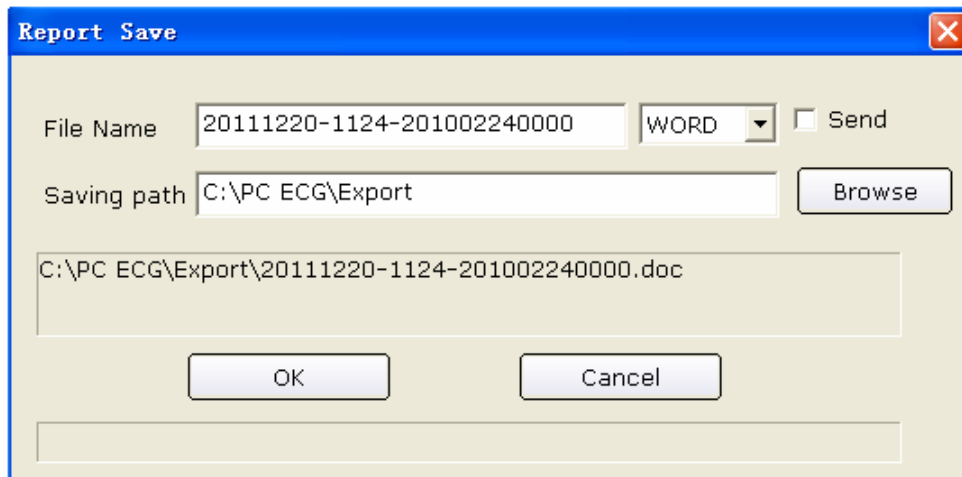 Report Save
File Name 20111220-1124-201002240000 WORD Send
Saving path C:\PC ECG\Export Browse
C:\PC ECG\Export\20111220-1124-201002240000.doc
OK Cancel